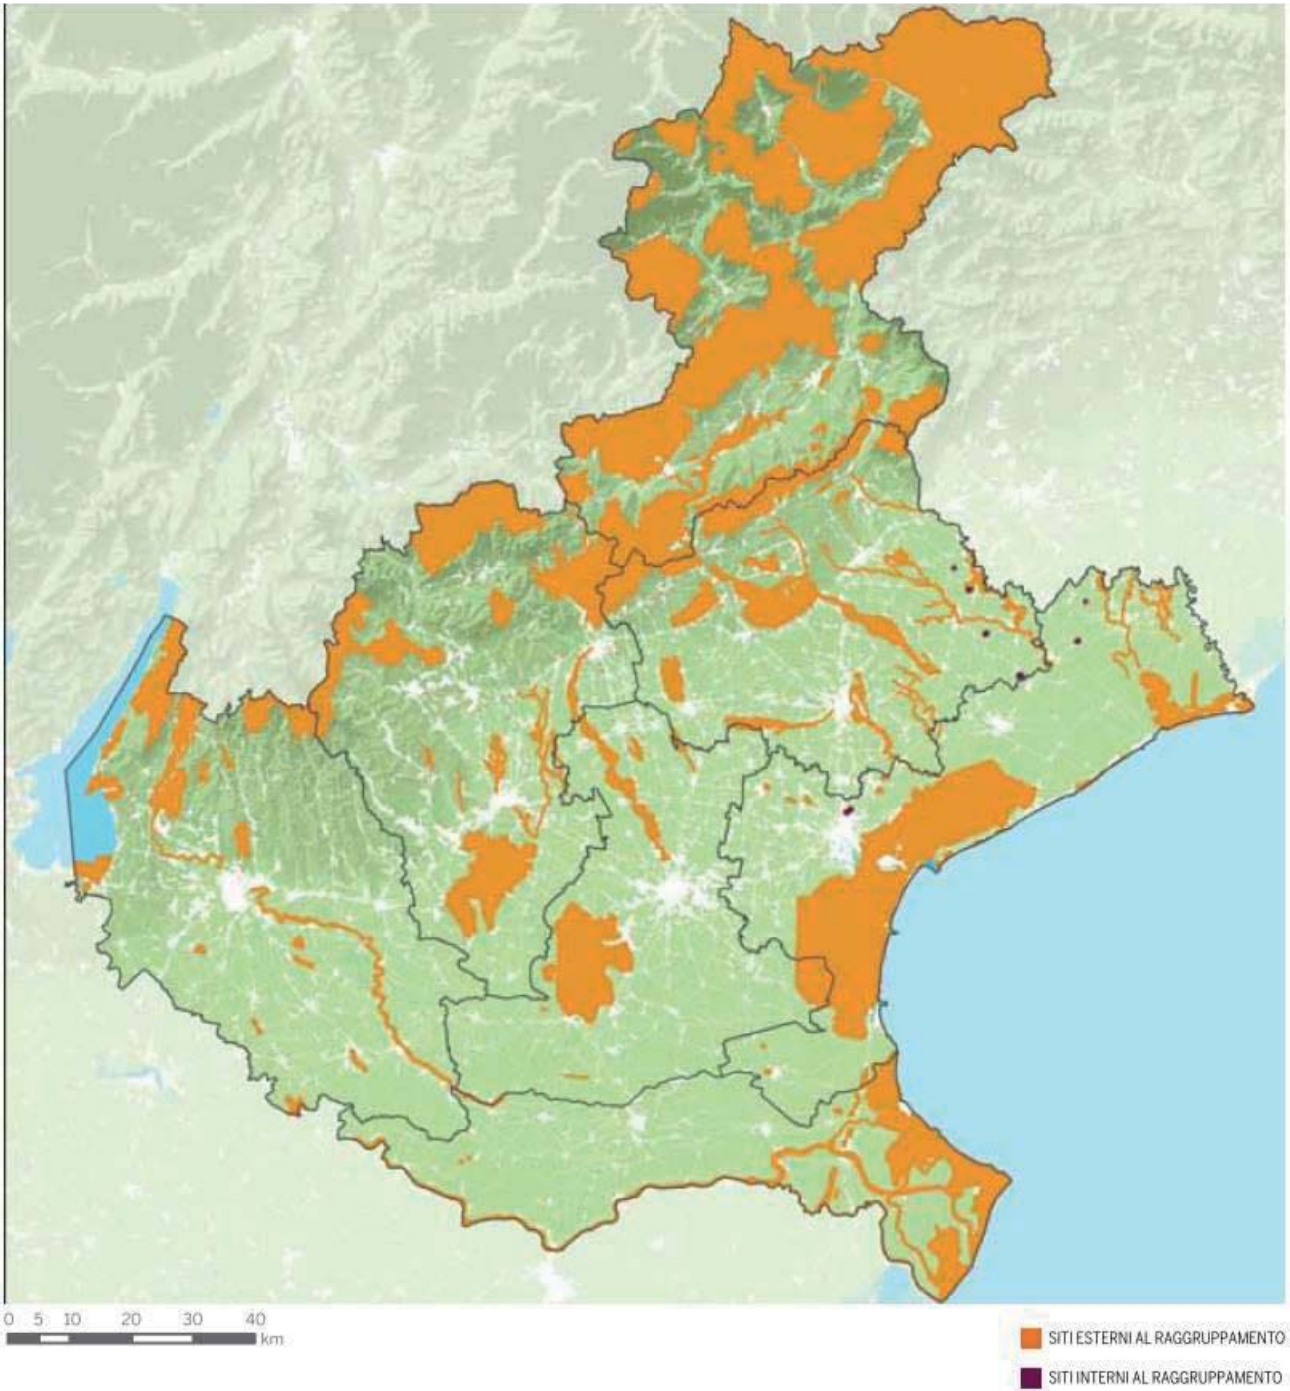 0 5 10 20 30 40
km
SITI ESTERNI AL RAGGRUPPAMENTO
SITI INTERNI AL RAGGRUPPAMENTO